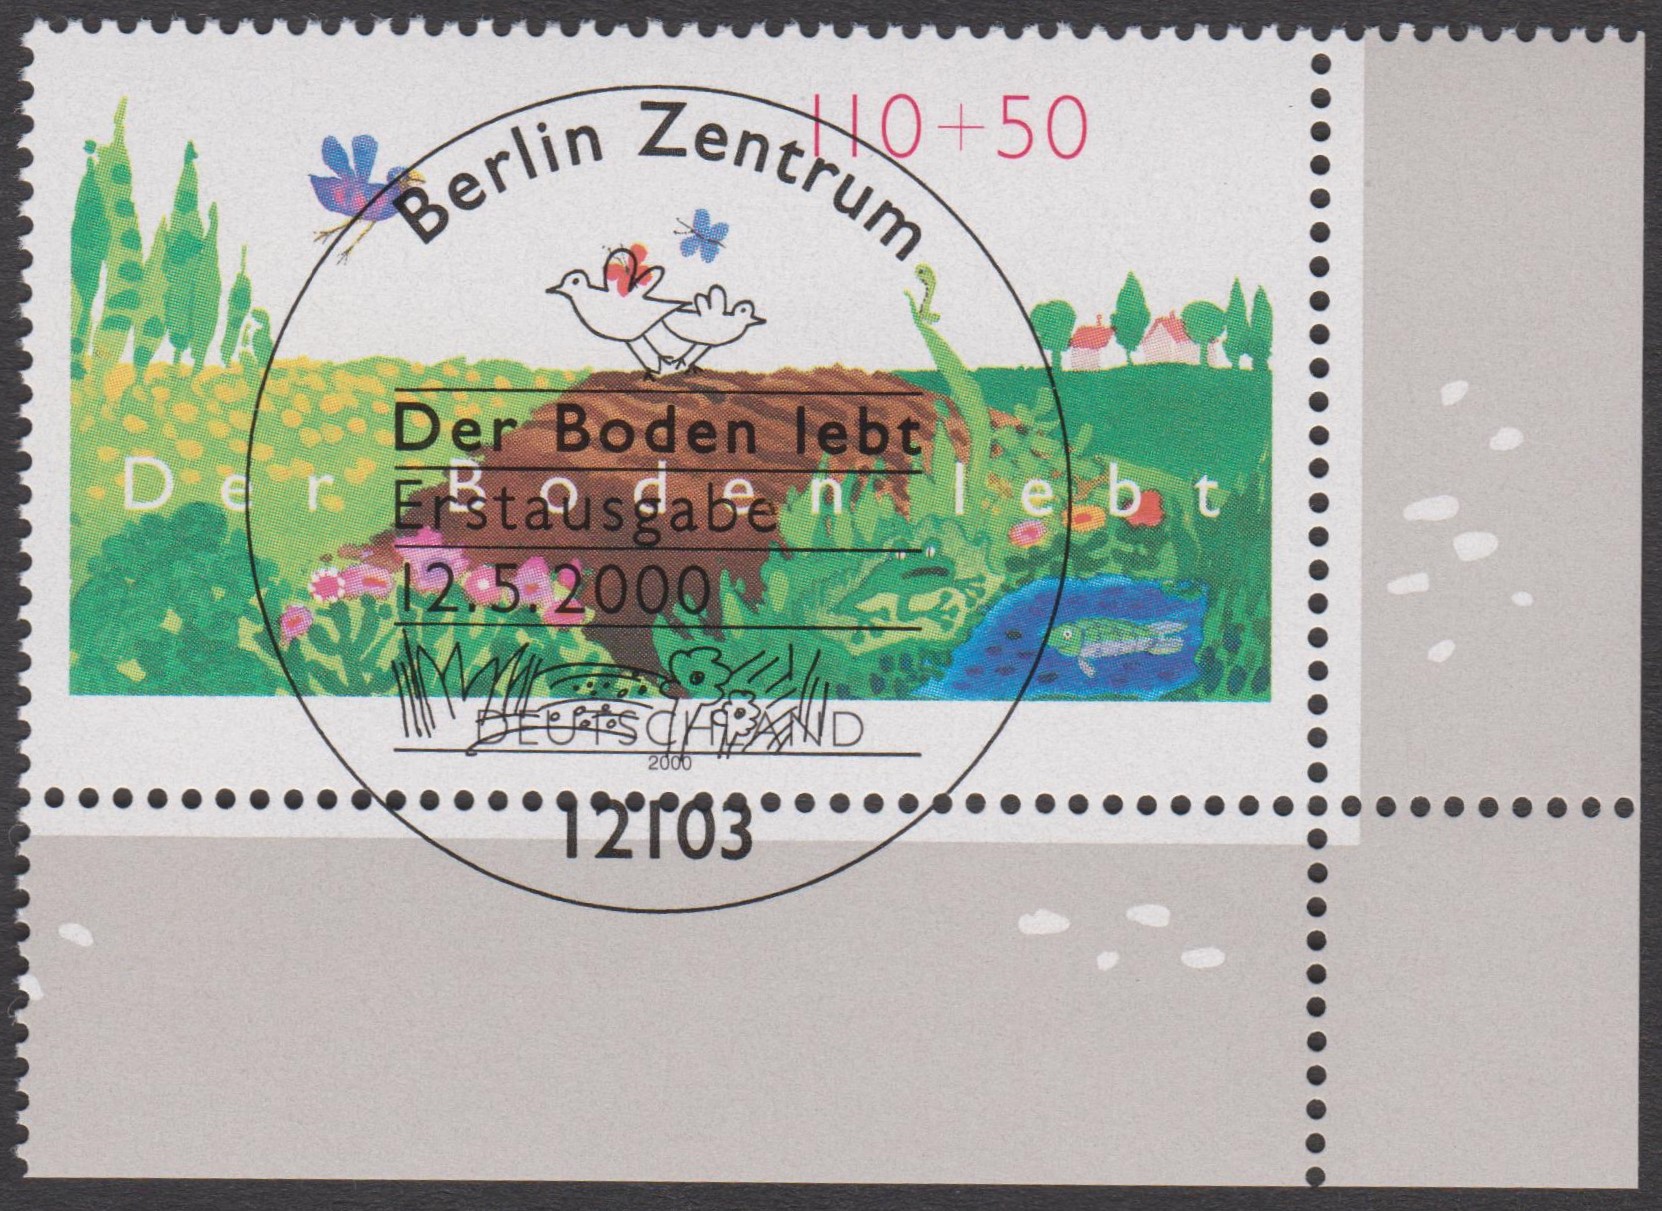 110+50
Berlin Zentrum
Der Boden lebt
Der Boden lebt
Erstausgabe
12.5.2000
DEUTSCHLAND
2000
12103